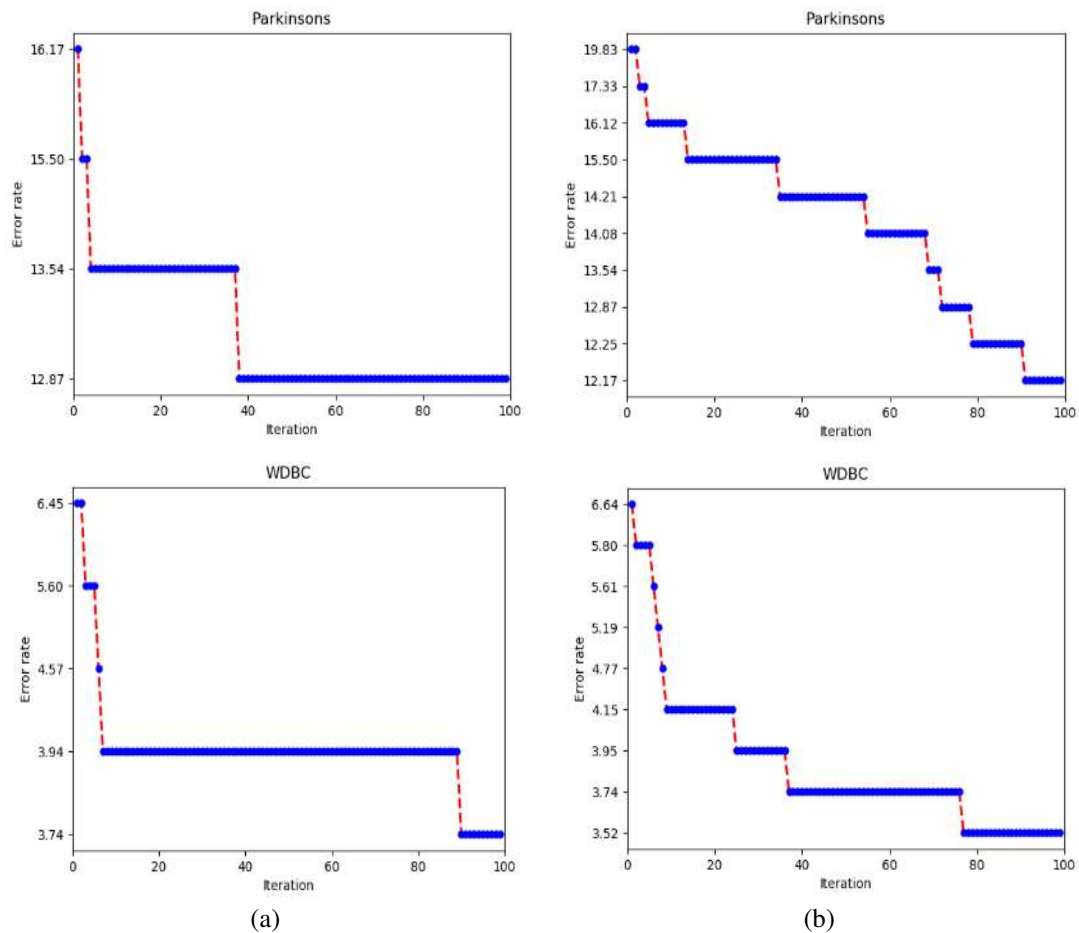 Parkinsons
16.17
15.50
13.54
12.87
Error rate
0 20 40 60 80 100
Iteration
Parkinsons
19.83
17.33
16.12
15.50
14.21
14.08
13.54
12.87
12.25
12.17
Error rate
0 20 40 60 80 100
Iteration
WDBC
6.45
5.60
4.57
3.94
3.74
Error rate
0 20 40 60 80 100
Iteration
(a)
WDBC
6.64
5.80
5.61
5.19
4.77
4.15
3.95
3.74
3.52
Error rate
0 20 40 60 80 100
Iteration
(b)